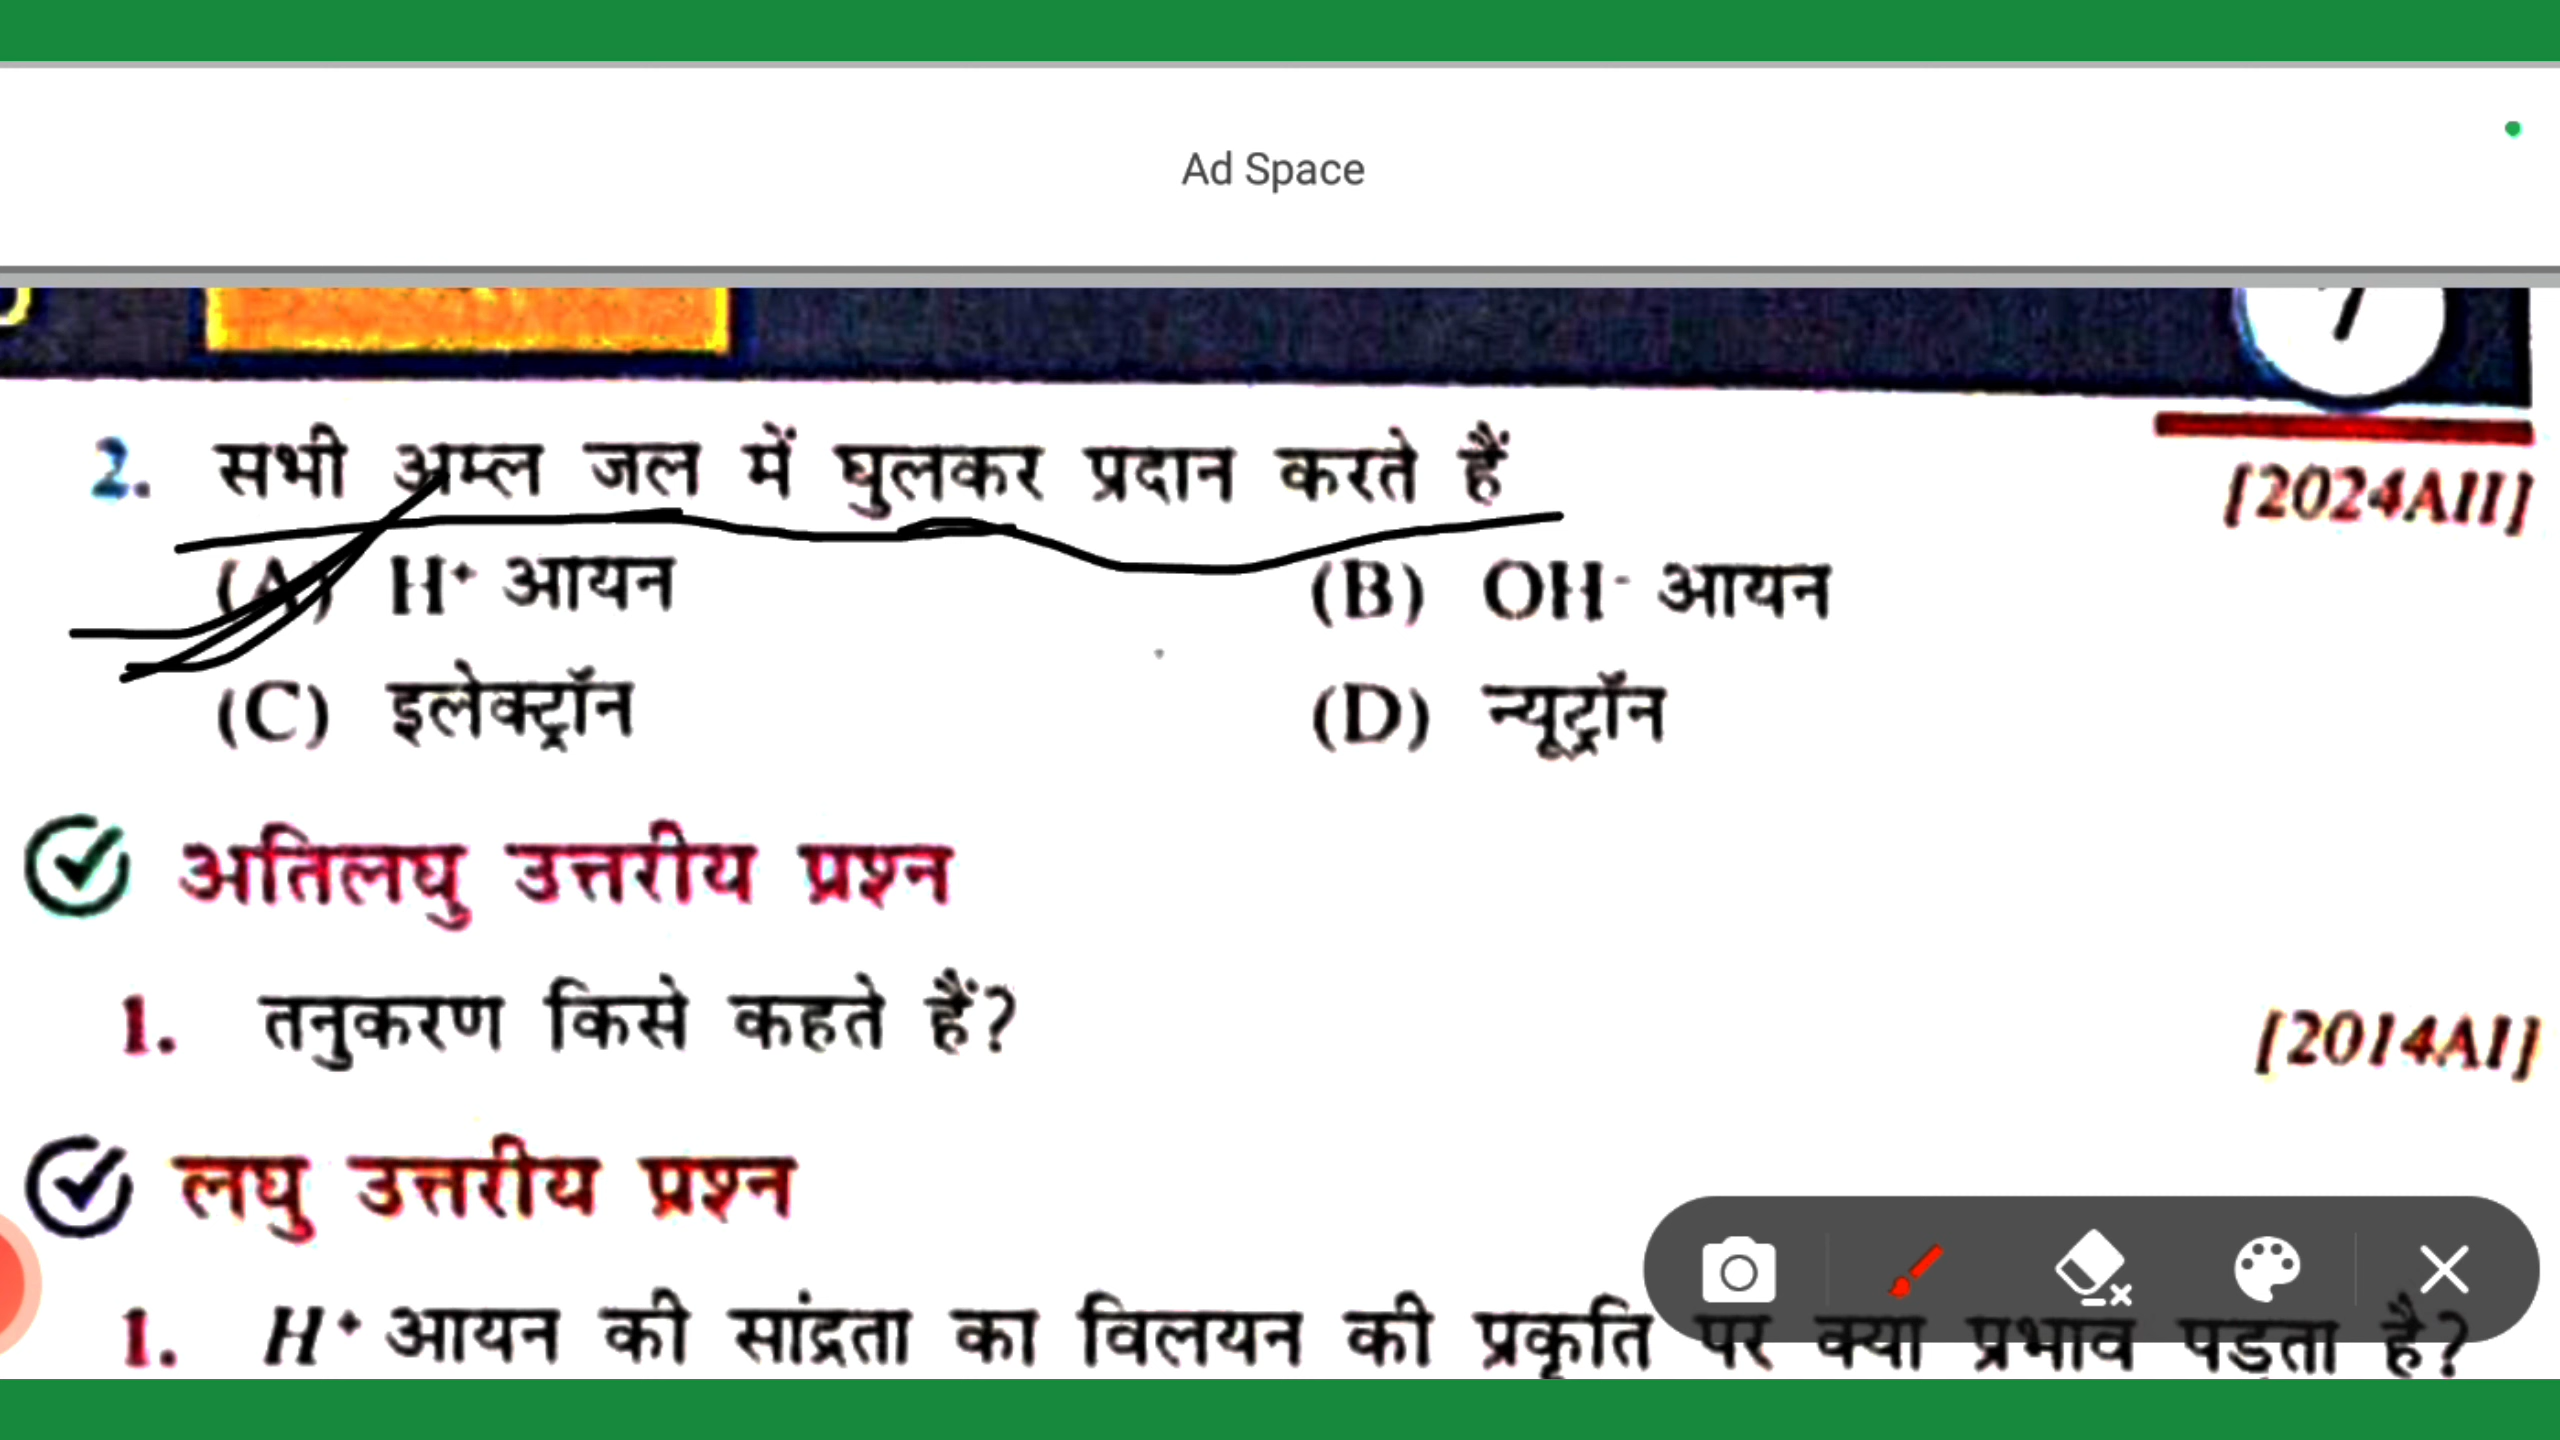 Ad Space
2. सभी अम्ल जल में घुलकर प्रदान करते हैं [2024AII]
(A) H⁺ आयन (B) OH⁻ आयन
(C) इलेक्ट्रॉन (D) न्यूट्रॉन
अतिलघु उत्तरीय प्रश्न
1. तनुकरण किसे कहते हैं? [2014AI]
लघु उत्तरीय प्रश्न
1. H⁺ आयन की सांद्रता का विलयन की प्रकृति पर क्या प्रभाव पड़ता है?